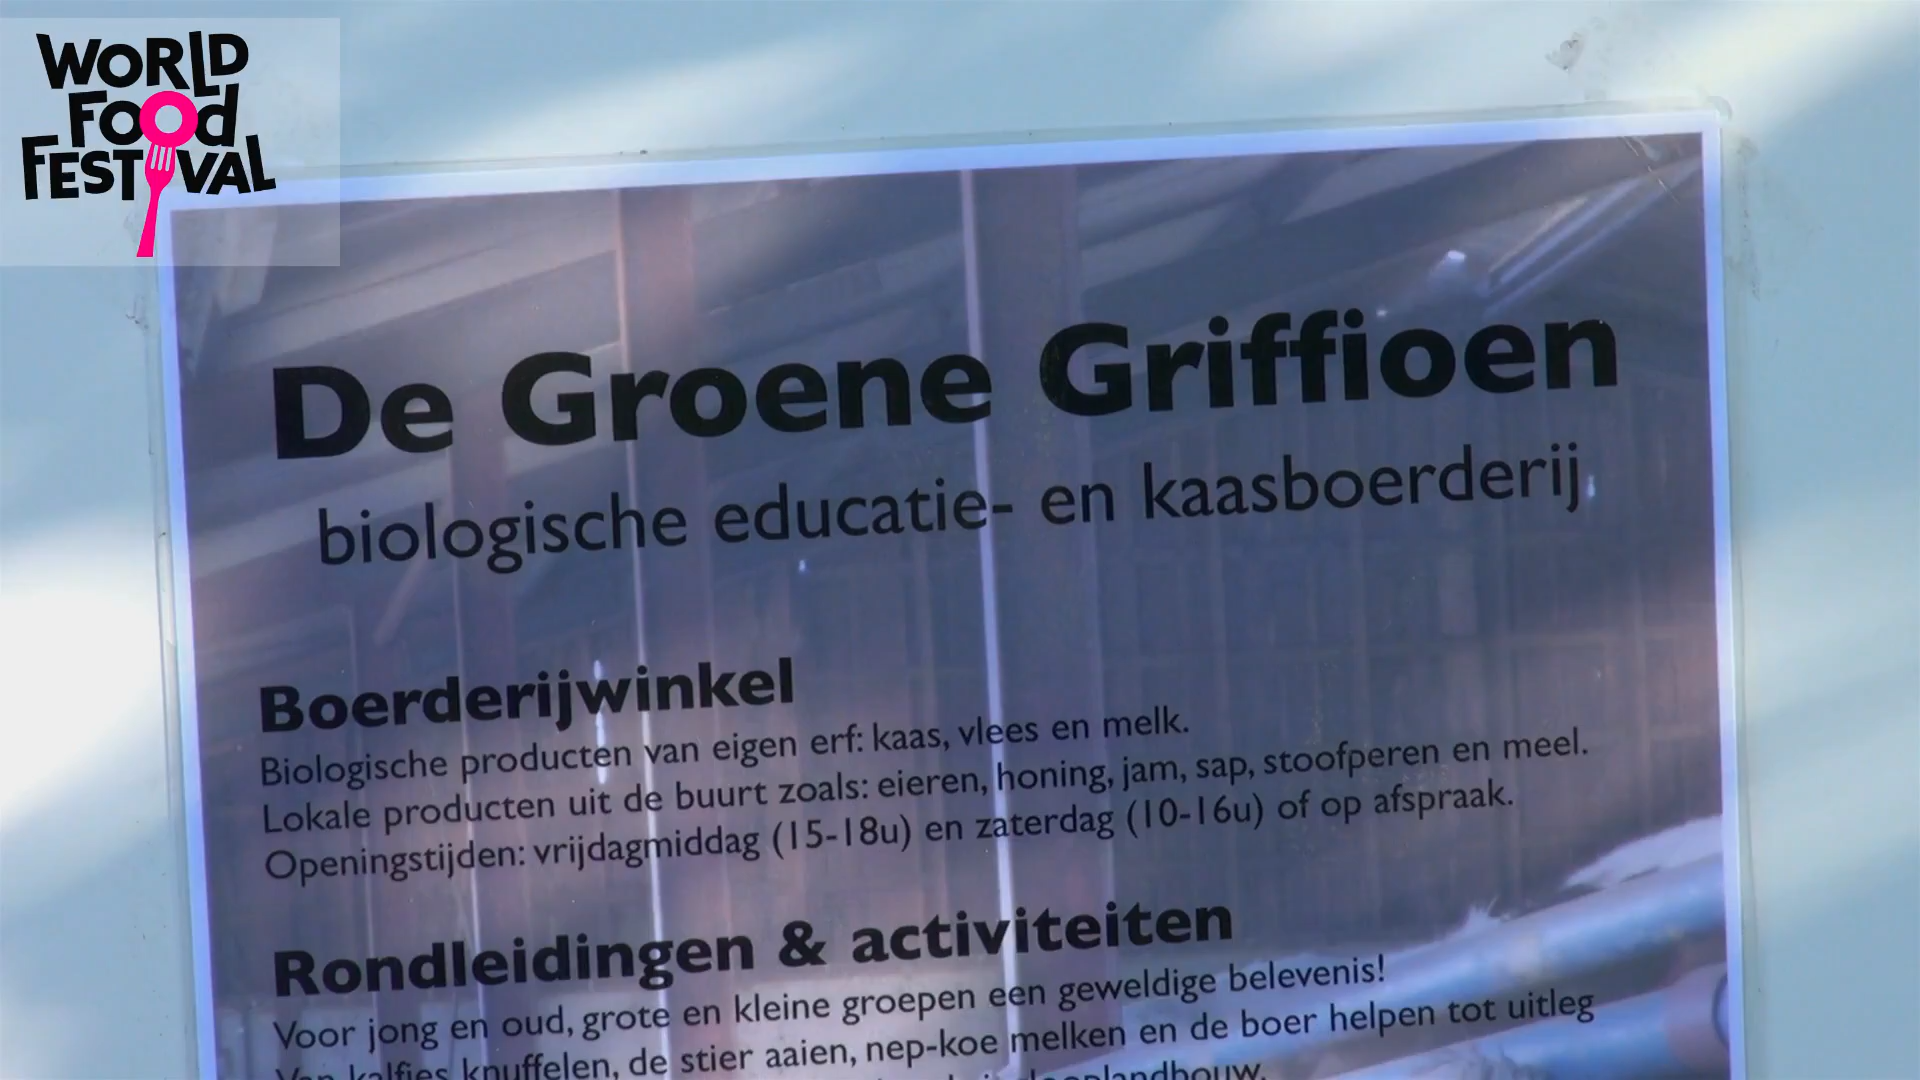 WORLD
FOOD
FESTIVAL
De Groene Griffioen
biologische educatie- en kaasboerderij
Boerderijwinkel
Biologische producten van eigen erf: kaas, vlees en melk.
Lokale producten uit de buurt zoals: eieren, honing, jam, sap, stoofperen en meel.
Openingstijden: vrijdagmiddag (15-18u) en zaterdag (10-16u) of op afspraak.
Rondleidingen & activiteiten
Voor jong en oud, grote en kleine groepen een geweldige belevenis!
Van kalfjes knuffelen, de stier aaien, nep-koe melken en de boer helpen tot uitleg